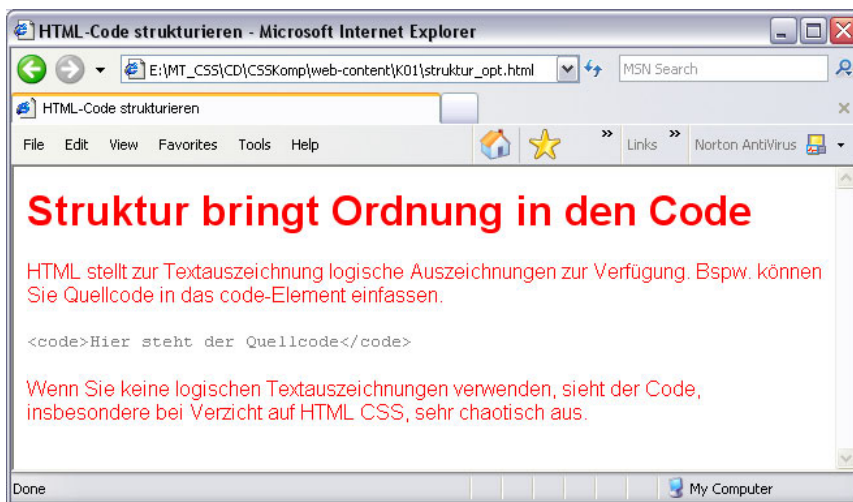 HTML-Code strukturieren - Microsoft Internet Explorer
E:\MT_CSS\CD\CSSKomp\web-content\K01\struktur_opt.html
MSN Search
HTML-Code strukturieren
File Edit View Favorites Tools Help
» Links » Norton AntiVirus
Struktur bringt Ordnung in den Code
HTML stellt zur Textauszeichnung logische Auszeichnungen zur Verfügung. Bspw. können
Sie Quellcode in das code-Element einfassen.
<code>Hier steht der Quellcode</code>
Wenn Sie keine logischen Textauszeichnungen verwenden, sieht der Code,
insbesondere bei Verzicht auf HTML CSS, sehr chaotisch aus.
Done My Computer